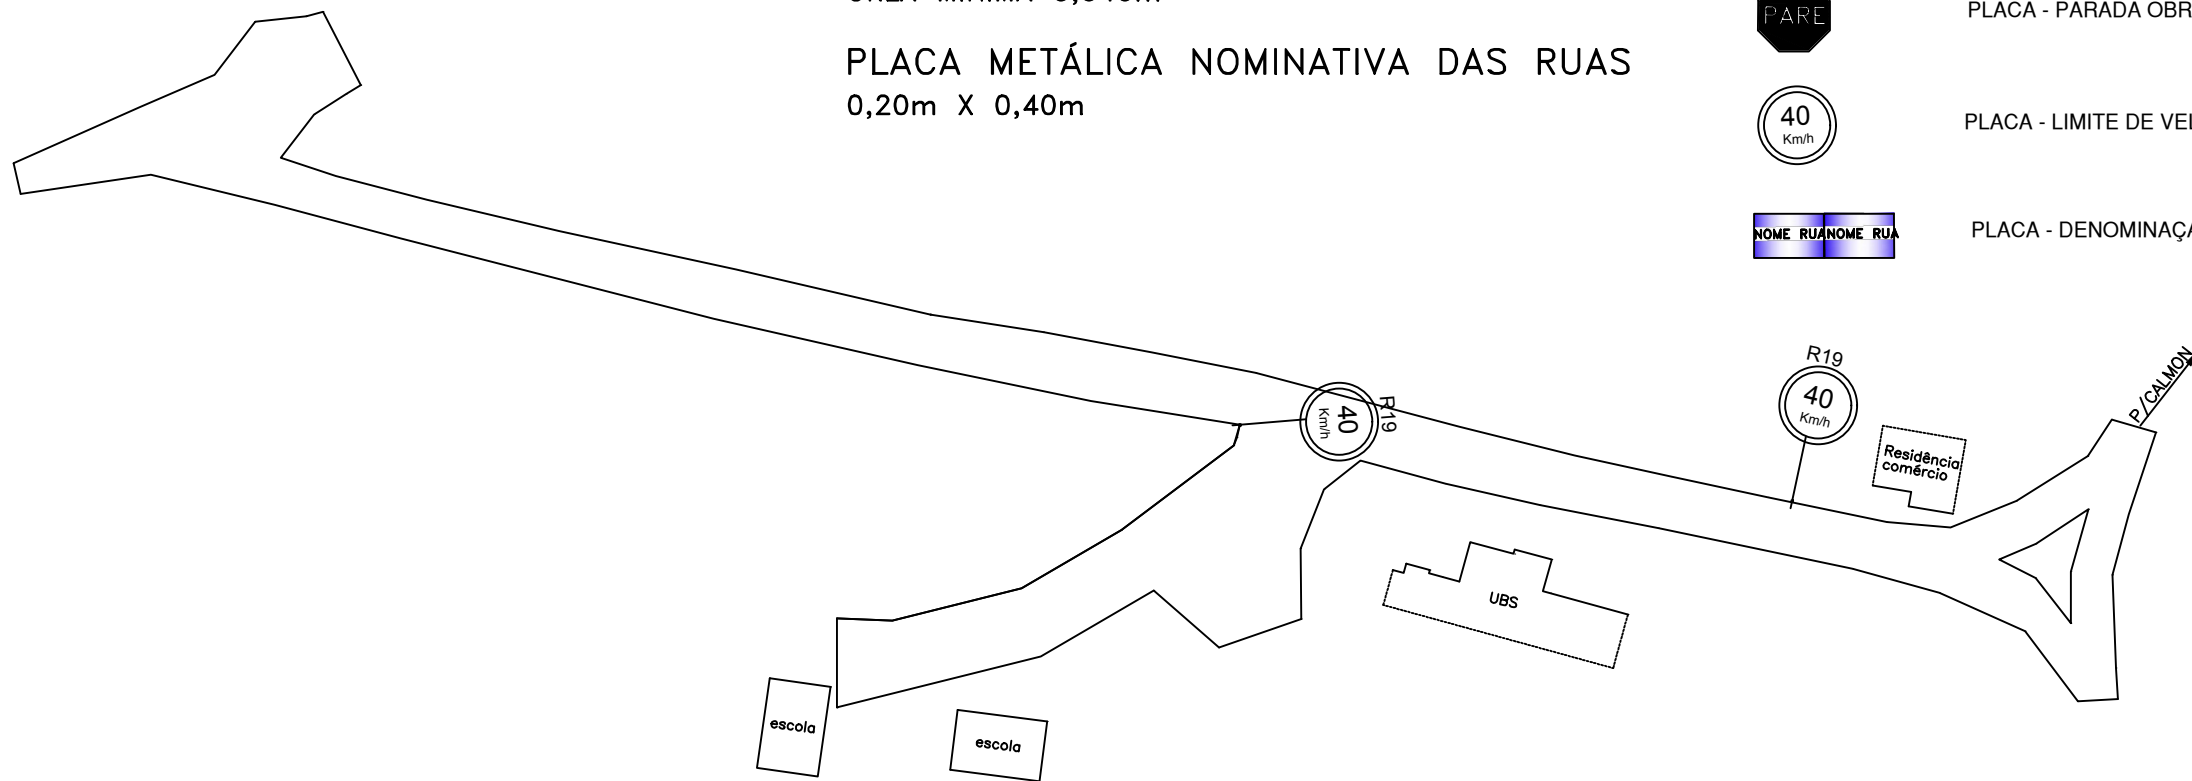 PLACA METÁLICA NOMINATIVA DAS RUAS
0,20m X 0,40m
PARE
PLACA - PARADA OBR
40
Km/h
PLACA - LIMITE DE VEL
NOME RUA
NOME RUA
PLACA - DENOMINAÇA
R19
40
Km/h
R19
40
Km/h
P/CALMON
Residência
comércio
UBS
escola
escola